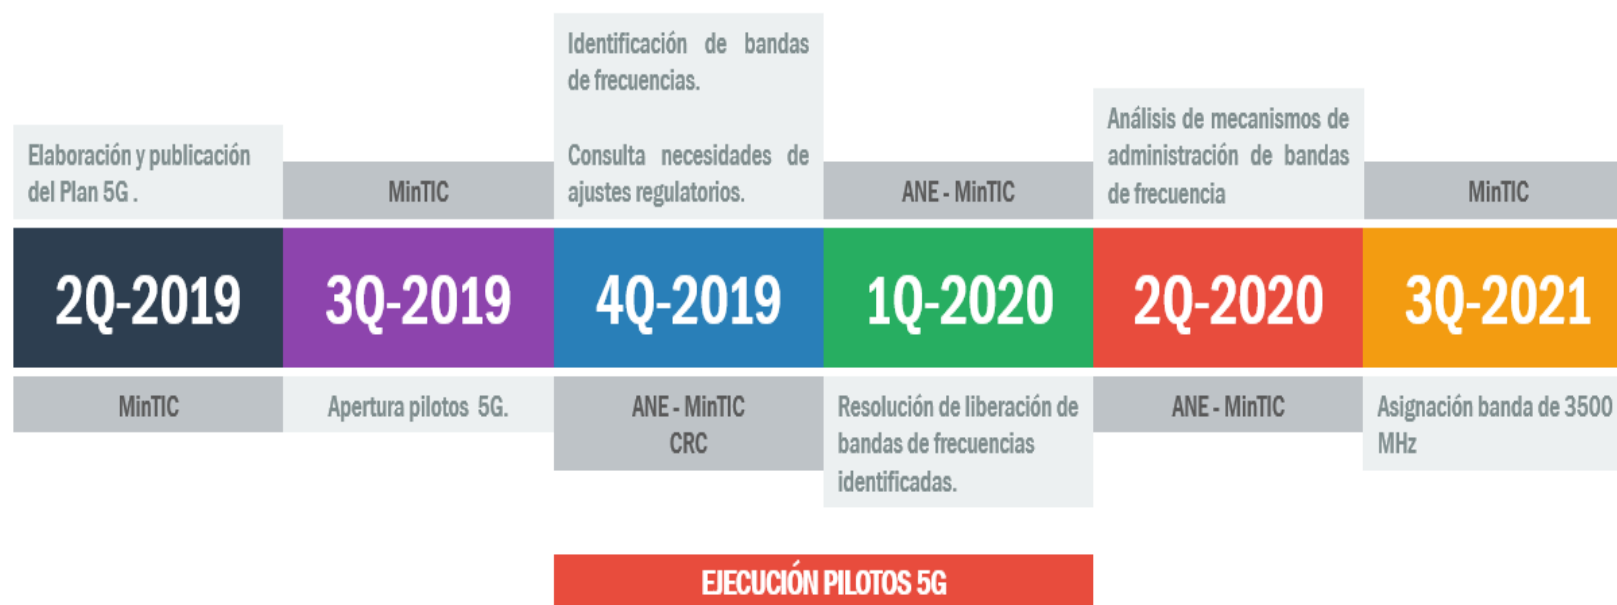 Elaboración y publicación
del Plan 5G .
MinTIC
Identificación de bandas
de frecuencias.
Consulta necesidades de
ajustes regulatorios.
ANE - MinTIC
Análisis de mecanismos de
administración de bandas
de frecuencia
MinTIC
2Q-2019
3Q-2019
4Q-2019
1Q-2020
2Q-2020
3Q-2021
MinTIC
Apertura pilotos 5G.
ANE - MinTIC
CRC
Resolución de liberación de
bandas de frecuencias
identificadas.
ANE - MinTIC
Asignación banda de 3500
MHz
EJECUCIÓN PILOTOS 5G